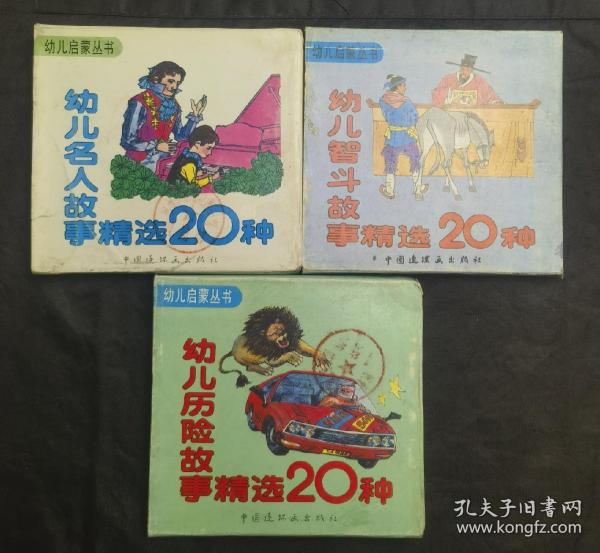 幼儿启蒙丛书
幼儿名人故事精选20种
中国连环画出版社
幼儿启蒙丛书
幼儿智斗故事精选20种
中国连环画出版社
幼儿启蒙丛书
幼儿历险故事精选20种
中国连环画出版社
孔夫子旧书网
www.kongfz.com